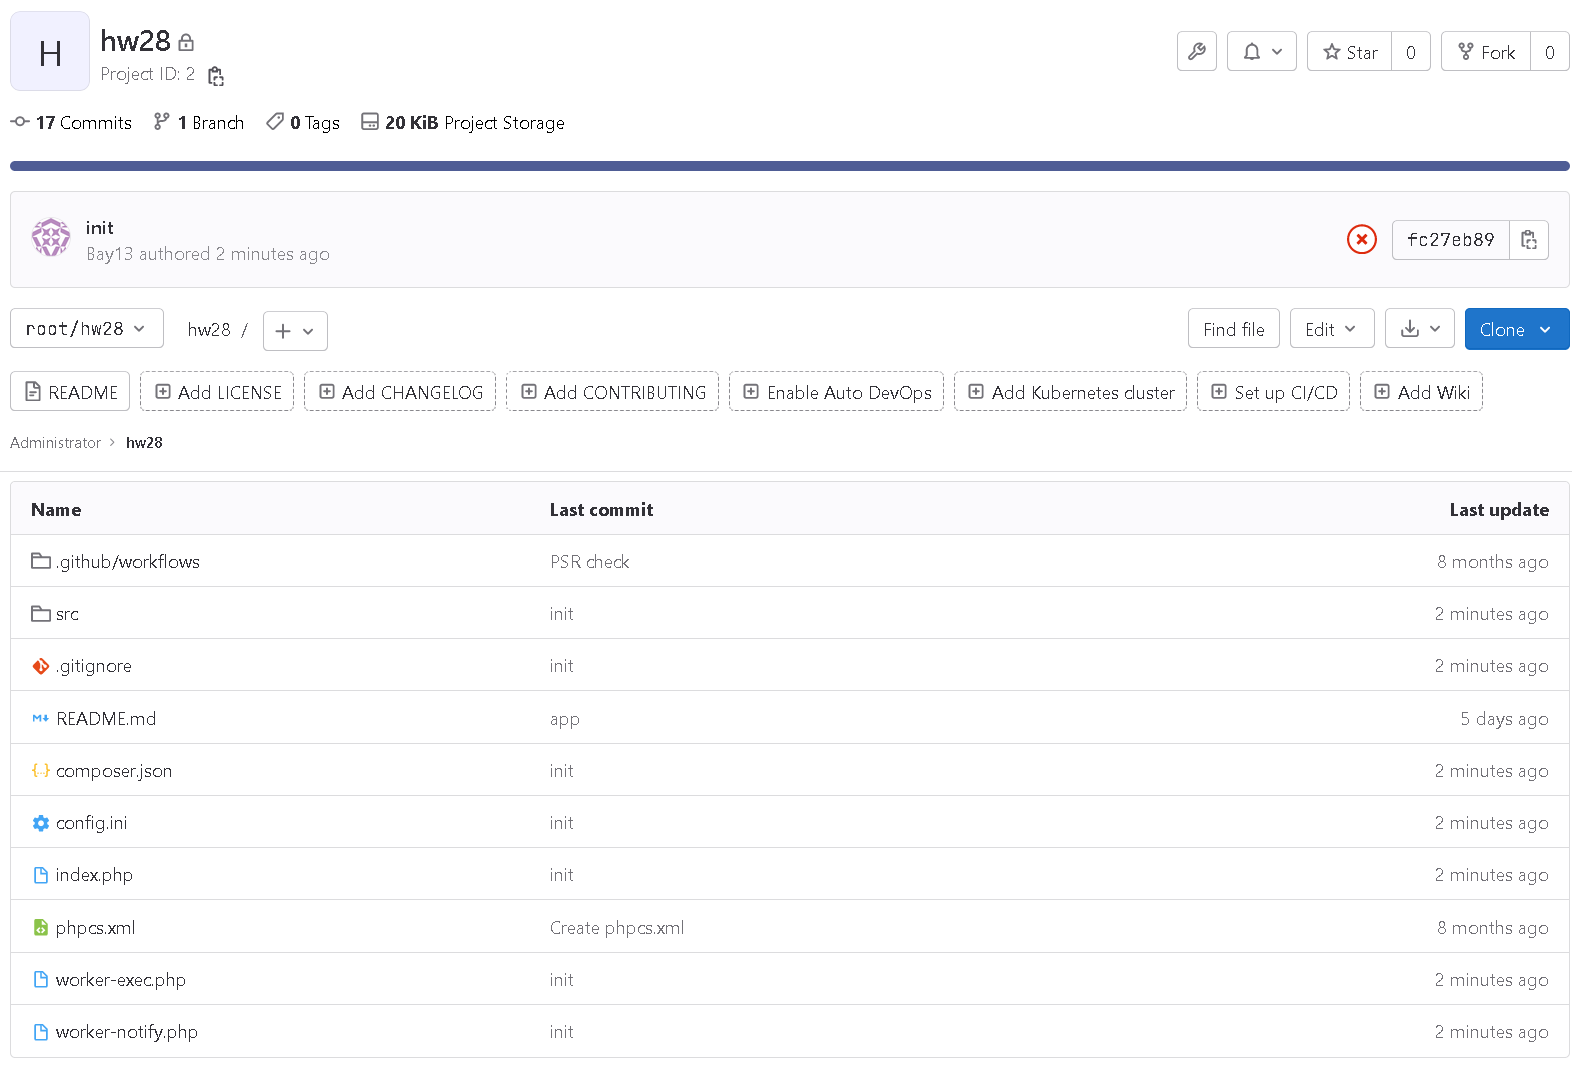 H
hw28
Project ID: 2
Star 0
Fork 0
17 Commits 1 Branch 0 Tags 20 KiB Project Storage
init
Bay13 authored 2 minutes ago
fc27eb89
root/hw28 hw28 / Find file Edit Clone
README Add LICENSE Add CHANGELOG Add CONTRIBUTING Enable Auto DevOps Add Kubernetes cluster Set up CI/CD Add Wiki
Administrator > hw28
Name Last commit Last update
.github/workflows PSR check 8 months ago
src init 2 minutes ago
.gitignore init 2 minutes ago
README.md app 5 days ago
composer.json init 2 minutes ago
config.ini init 2 minutes ago
index.php init 2 minutes ago
phpcs.xml Create phpcs.xml 8 months ago
worker-exec.php init 2 minutes ago
worker-notify.php init 2 minutes ago